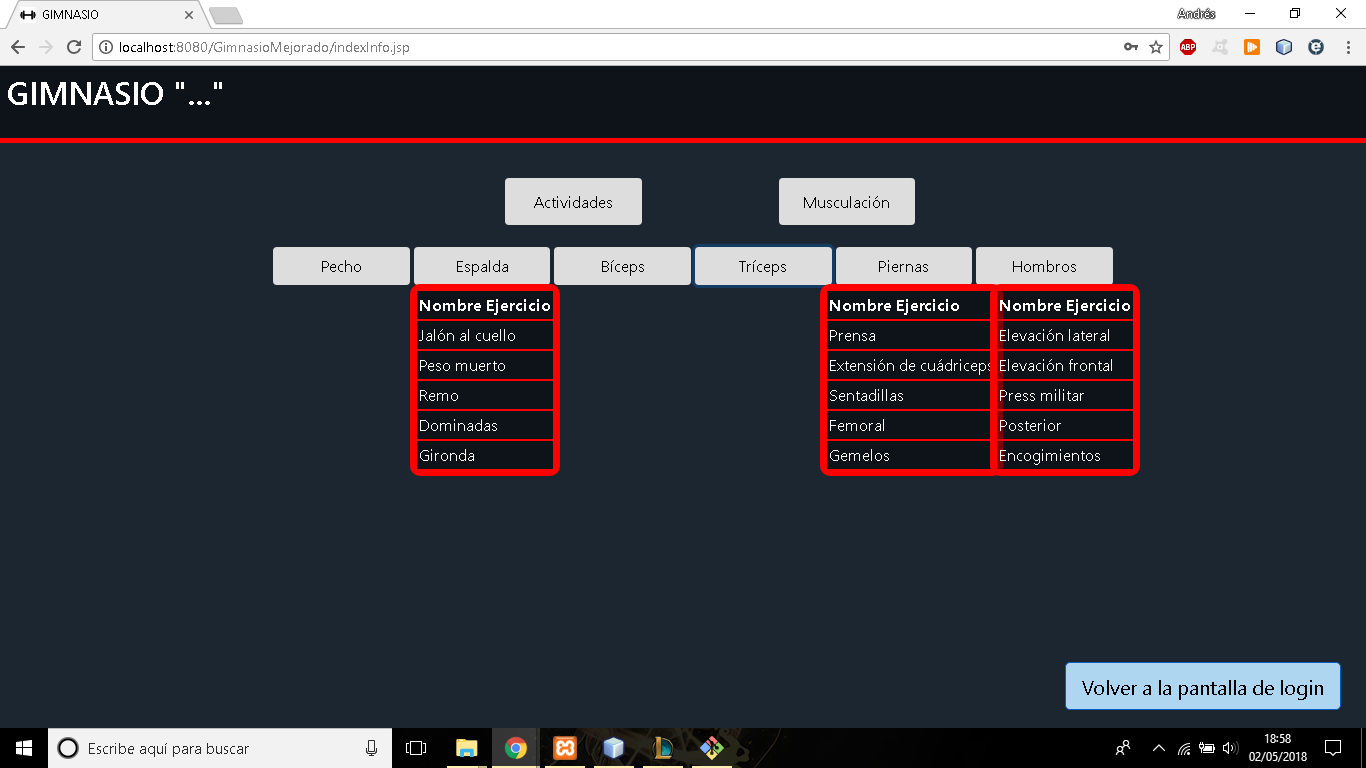 GIMNASIO
Andrés
localhost:8080/GimnasioMejorado/indexInfo.jsp
ABP
GIMNASIO "..."
Actividades
Musculación
Pecho
Espalda
Bíceps
Tríceps
Piernas
Hombros
Nombre Ejercicio
Jalón al cuello
Peso muerto
Remo
Dominadas
Gironda
Nombre Ejercicio
Prensa
Extensión de cuádriceps
Sentadillas
Femoral
Gemelos
Nombre Ejercicio
Elevación lateral
Elevación frontal
Press militar
Posterior
Encogimientos
Volver a la pantalla de login
Escribe aquí para buscar
18:58
02/05/2018